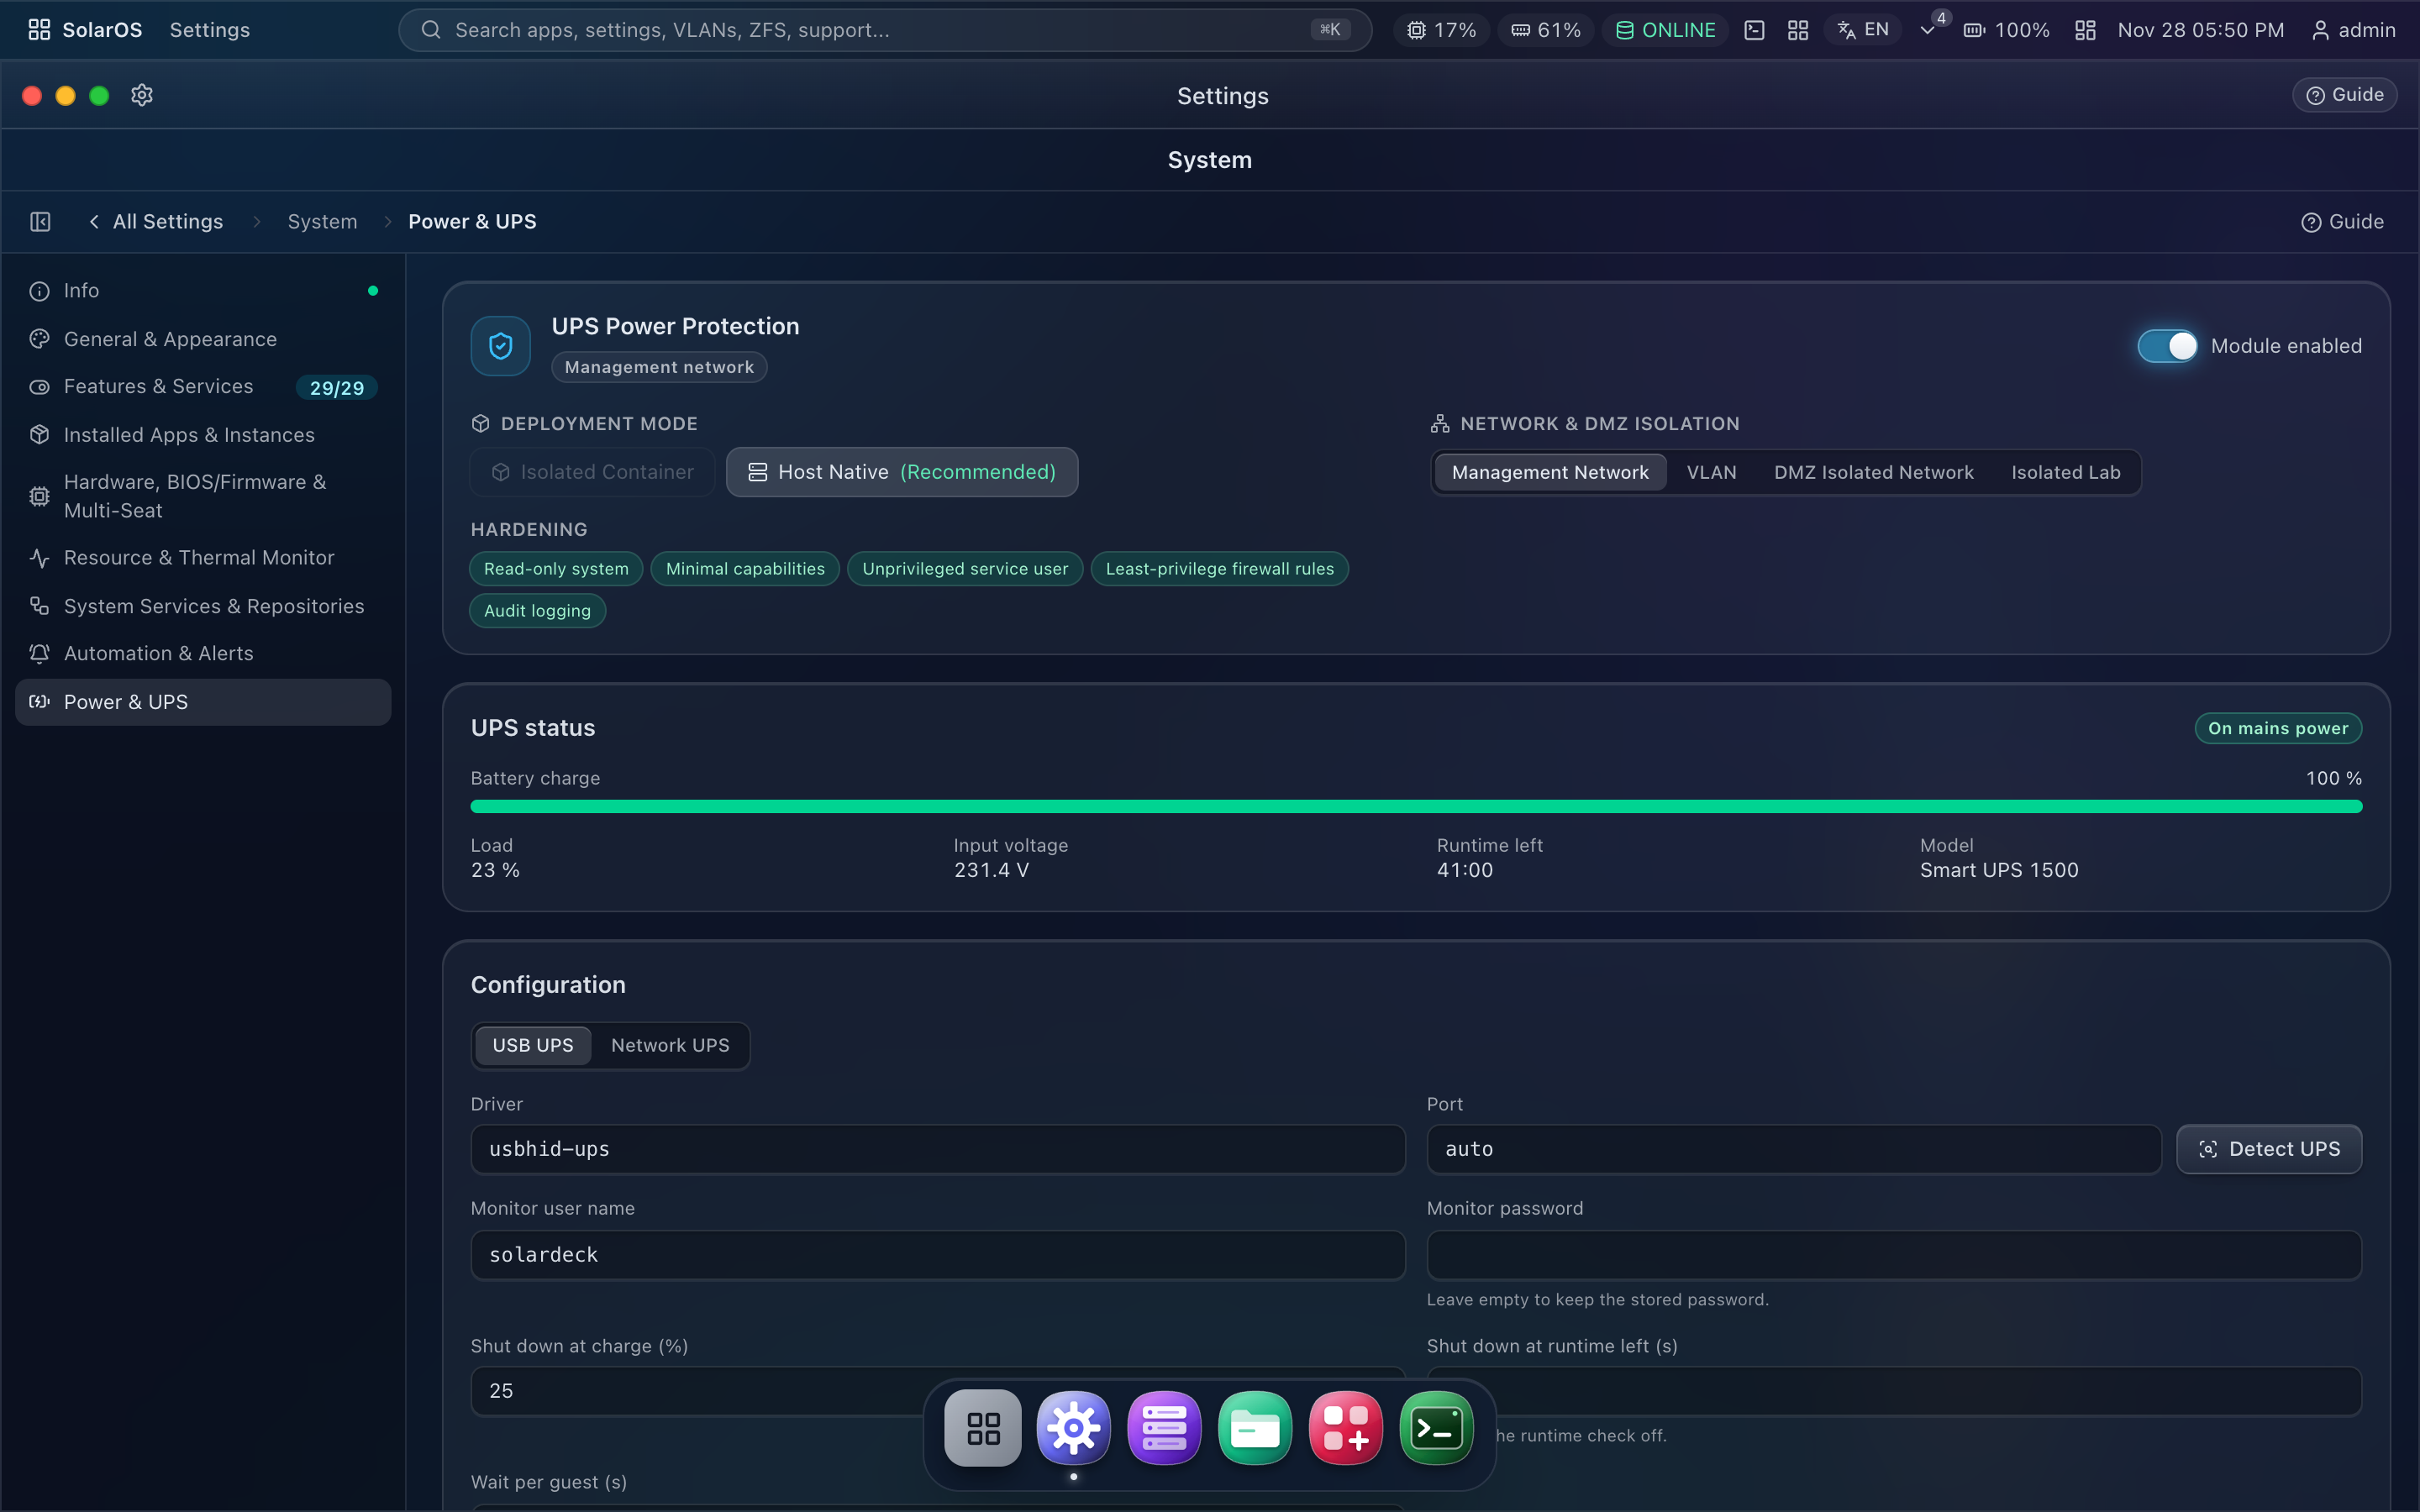 SolarOS Settings Search apps, settings, VLANs, ZFS, support... ⌘K 17% 61% ONLINE EN 4 100% Nov 28 05:50 PM admin
Settings Guide
System
All Settings System Power & UPS Guide
Info
General & Appearance
Features & Services 29/29
Installed Apps & Instances
Hardware, BIOS/Firmware &
Multi-Seat
Resource & Thermal Monitor
System Services & Repositories
Automation & Alerts
Power & UPS
UPS Power Protection
Management network
Module enabled
DEPLOYMENT MODE
Isolated Container Host Native (Recommended)
NETWORK & DMZ ISOLATION
Management Network VLAN DMZ Isolated Network Isolated Lab
HARDENING
Read-only system Minimal capabilities Unprivileged service user Least-privilege firewall rules
Audit logging
UPS status On mains power
Battery charge 100 %
Load Input voltage Runtime left Model
23 % 231.4 V 41:00 Smart UPS 1500
Configuration
USB UPS Network UPS
Driver Port
usbhid-ups auto Detect UPS
Monitor user name Monitor password
solardeck
Leave empty to keep the stored password.
Shut down at charge (%) Shut down at runtime left (s)
25
runtime check off.
Wait per guest (s)